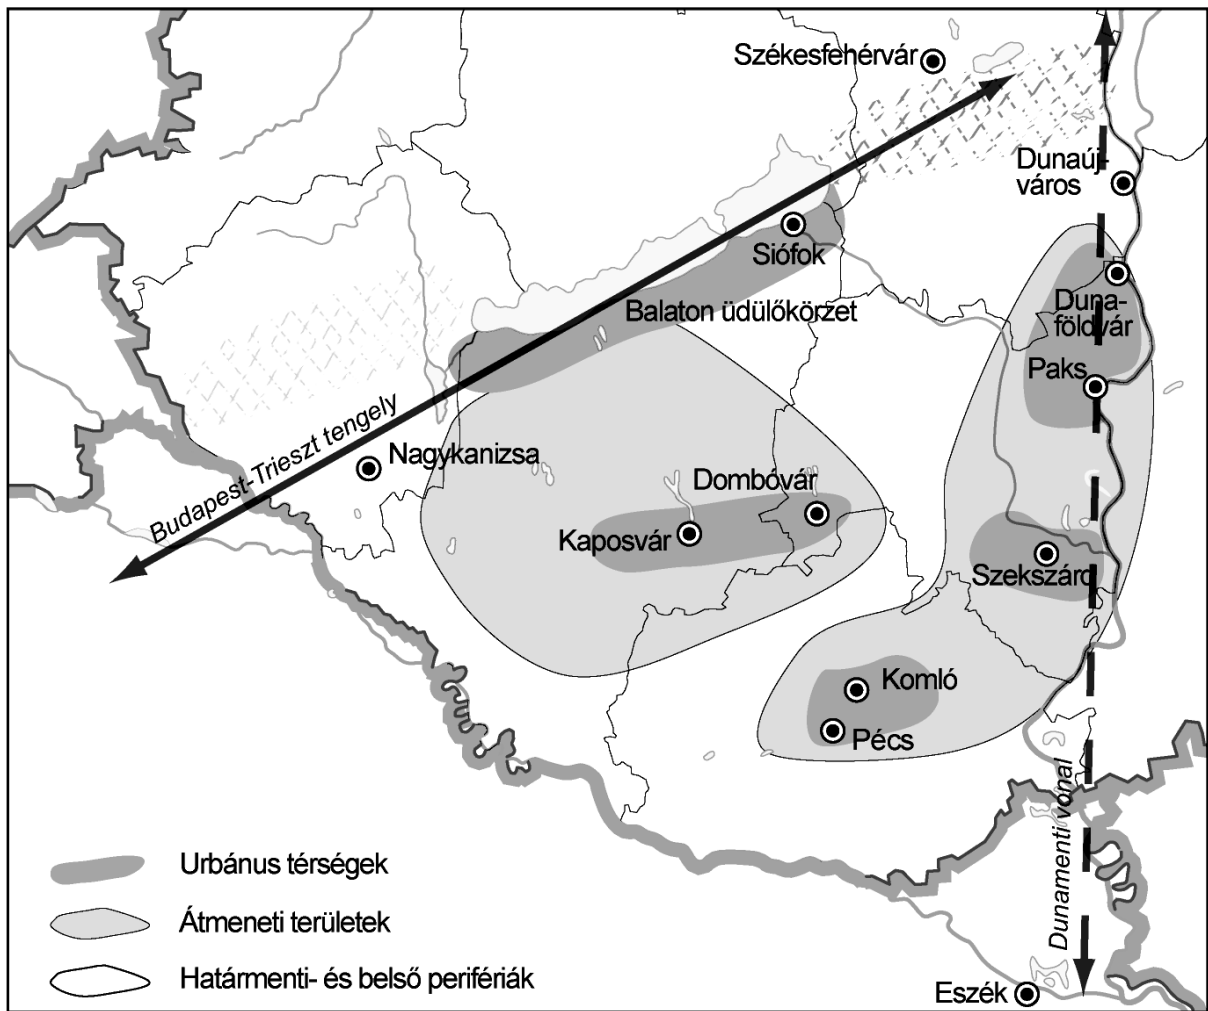 Székesfehérvár
Dunaúj-
város
Siófok
Duna-
földvár
Balaton üdülőkörzet
Paks
Budapest-Trieszt tengely
Nagykanizsa
Dombóvár
Kaposvár
Szekszárd
Komló
Pécs
Dunamenti vonal
Urbánus térségek
Átmeneti területek
Határmenti- és belső perifériák
Eszék